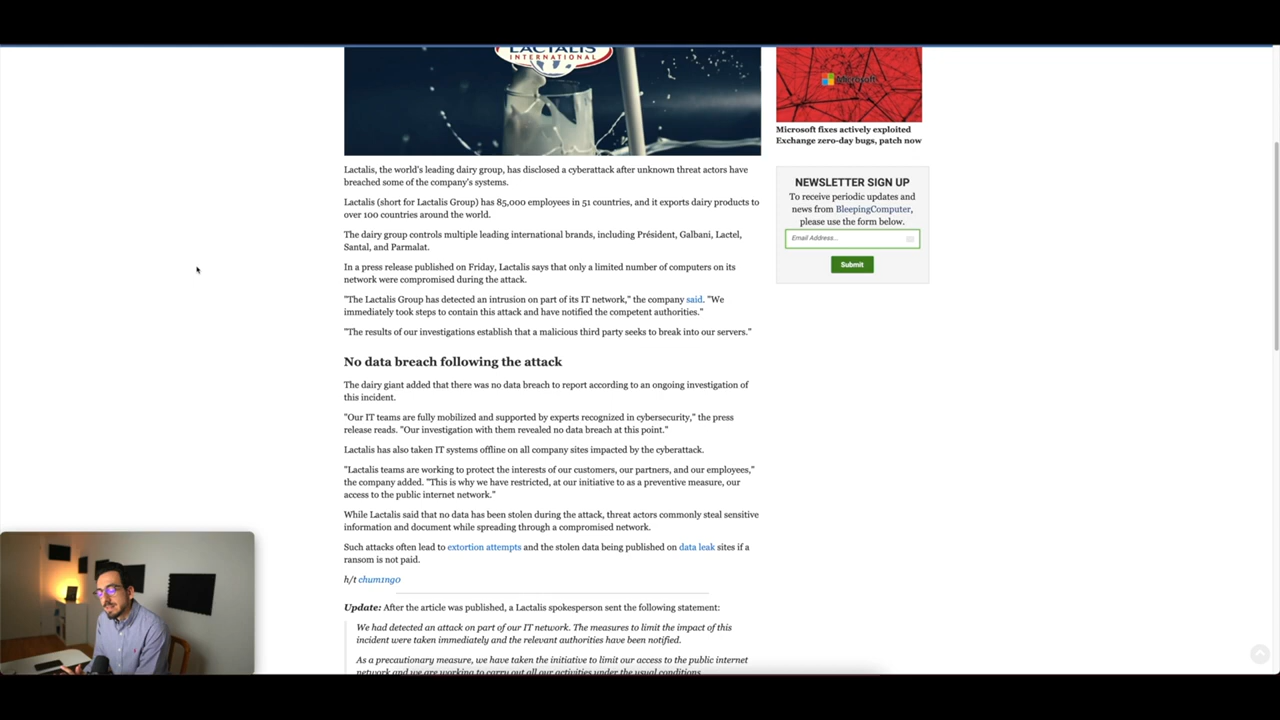 LACTALIS
INTERNATIONAL
Lactalis, the world's leading dairy group, has disclosed a cyberattack after unknown threat actors have
breached some of the company's systems.
Lactalis (short for Lactalis Group) has 85,000 employees in 51 countries, and it exports dairy products to
over 100 countries around the world.
The dairy group controls multiple leading international brands, including Président, Galbani, Lactel,
Santal, and Parmalat.
In a press release published on Friday, Lactalis says that only a limited number of computers on its
network were compromised during the attack.
"The Lactalis Group has detected an intrusion on part of its IT network," the company said. "We
immediately took steps to contain this attack and have notified the competent authorities."
"The results of our investigations establish that a malicious third party seeks to break into our servers."
No data breach following the attack
The dairy giant added that there was no data breach to report according to an ongoing investigation of
this incident.
"Our IT teams are fully mobilized and supported by experts recognized in cybersecurity," the press
release reads. "Our investigation with them revealed no data breach at this point."
Lactalis has also taken IT systems offline on all company sites impacted by the cyberattack.
"Lactalis teams are working to protect the interests of our customers, our partners, and our employees,"
the company added. "This is why we have restricted, at our initiative to as a preventive measure, our
access to the public internet network."
While Lactalis said that no data has been stolen during the attack, threat actors commonly steal sensitive
information and document while spreading through a compromised network.
Such attacks often lead to extortion attempts and the stolen data being published on data leak sites if a
ransom is not paid.
h/t chum1ng0
Update: After the article was published, a Lactalis spokesperson sent the following statement:
We had detected an attack on part of our IT network. The measures to limit the impact of this
incident were taken immediately and the relevant authorities have been notified.
As a precautionary measure, we have taken the initiative to limit our access to the public internet
network and we are working to carry out all our activities under the usual conditions.
Microsoft
Microsoft fixes actively exploited
Exchange zero-day bugs, patch now
NEWSLETTER SIGN UP
To receive periodic updates and
news from BleepingComputer,
please use the form below.
Email Address...
Submit